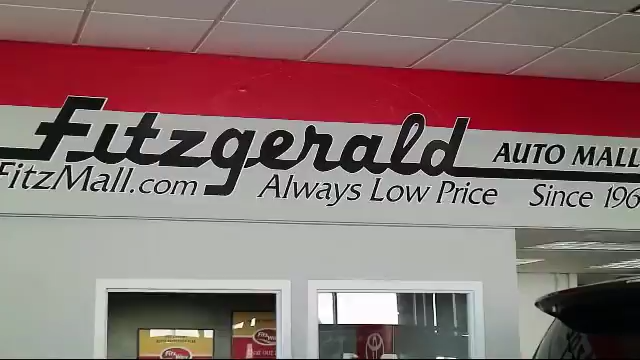 Fitzgerald AUTO MALL
FitzMall.com Always Low Price Since 196